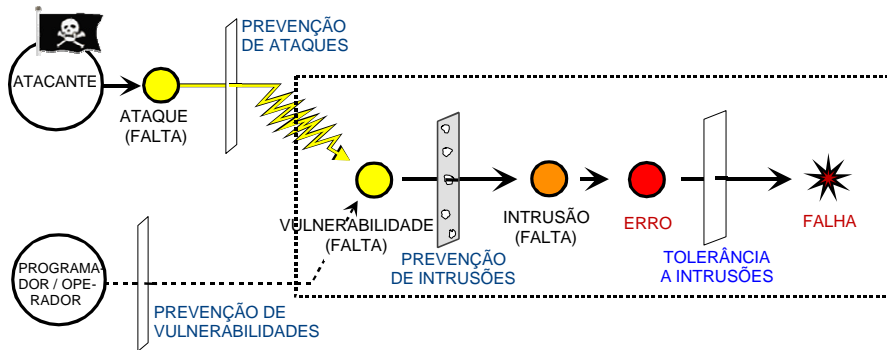 PREVENÇÃO
DE ATAQUES
ATACANTE
ATAQUE
(FALTA)
VULNERABILIDADE
(FALTA)
PREVENÇÃO
DE INTRUSÕES
INTRUSÃO
(FALTA)
ERRO
TOLERÂNCIA
A INTRUSÕES
FALHA
PROGRAMA-
DOR / OPE-
RADOR
PREVENÇÃO DE
VULNERABILIDADES